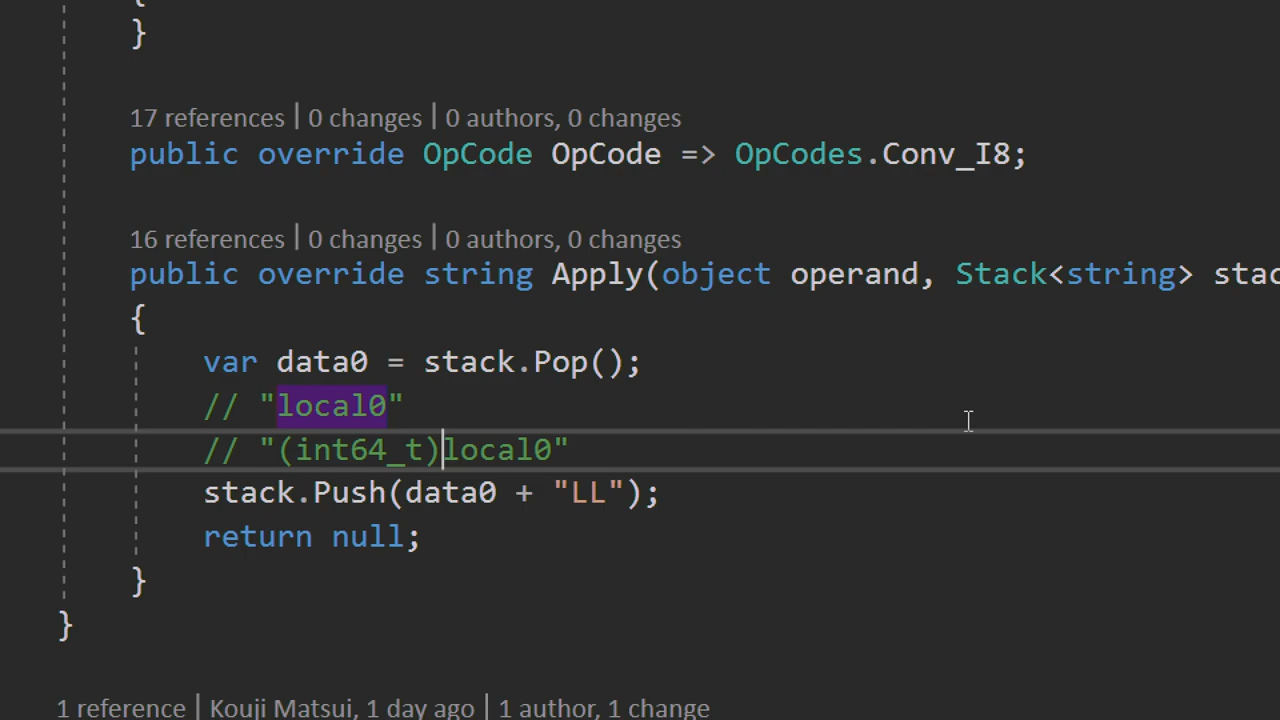 }
17 references | 0 changes | 0 authors, 0 changes
public override OpCode OpCode => OpCodes.Conv_I8;
16 references | 0 changes | 0 authors, 0 changes
public override string Apply(object operand, Stack<string> stac
{
var data0 = stack.Pop();
// "local0"
// "(int64_t)local0"
stack.Push(data0 + "LL");
return null;
}
}
1 reference | Kouji Matsui, 1 day ago | 1 author, 1 change